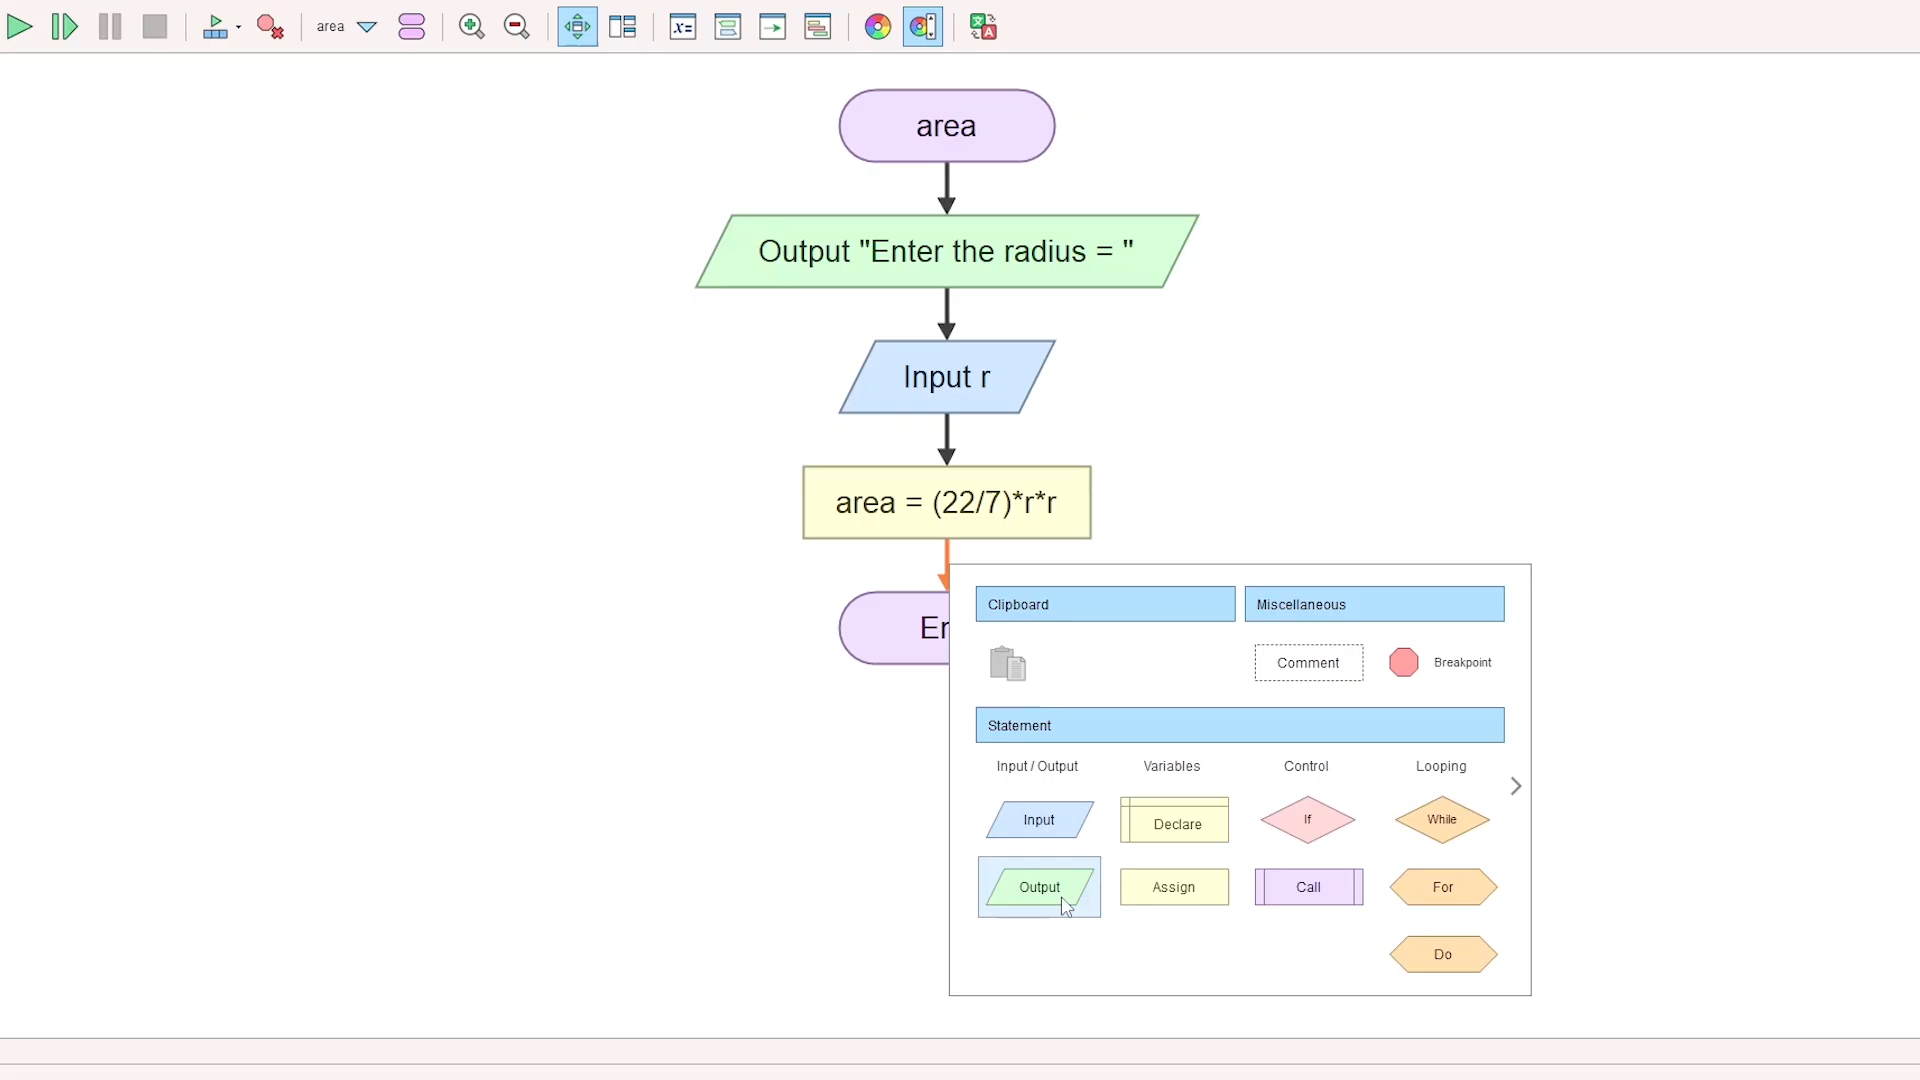 area
x=
文
A
area
Output "Enter the radius = "
Input r
area = (22/7)*r*r
Clipboard Miscellaneous
Comment Breakpoint
Statement
Input / Output Variables Control Looping
Input Declare If While
Output Assign Call For
Do